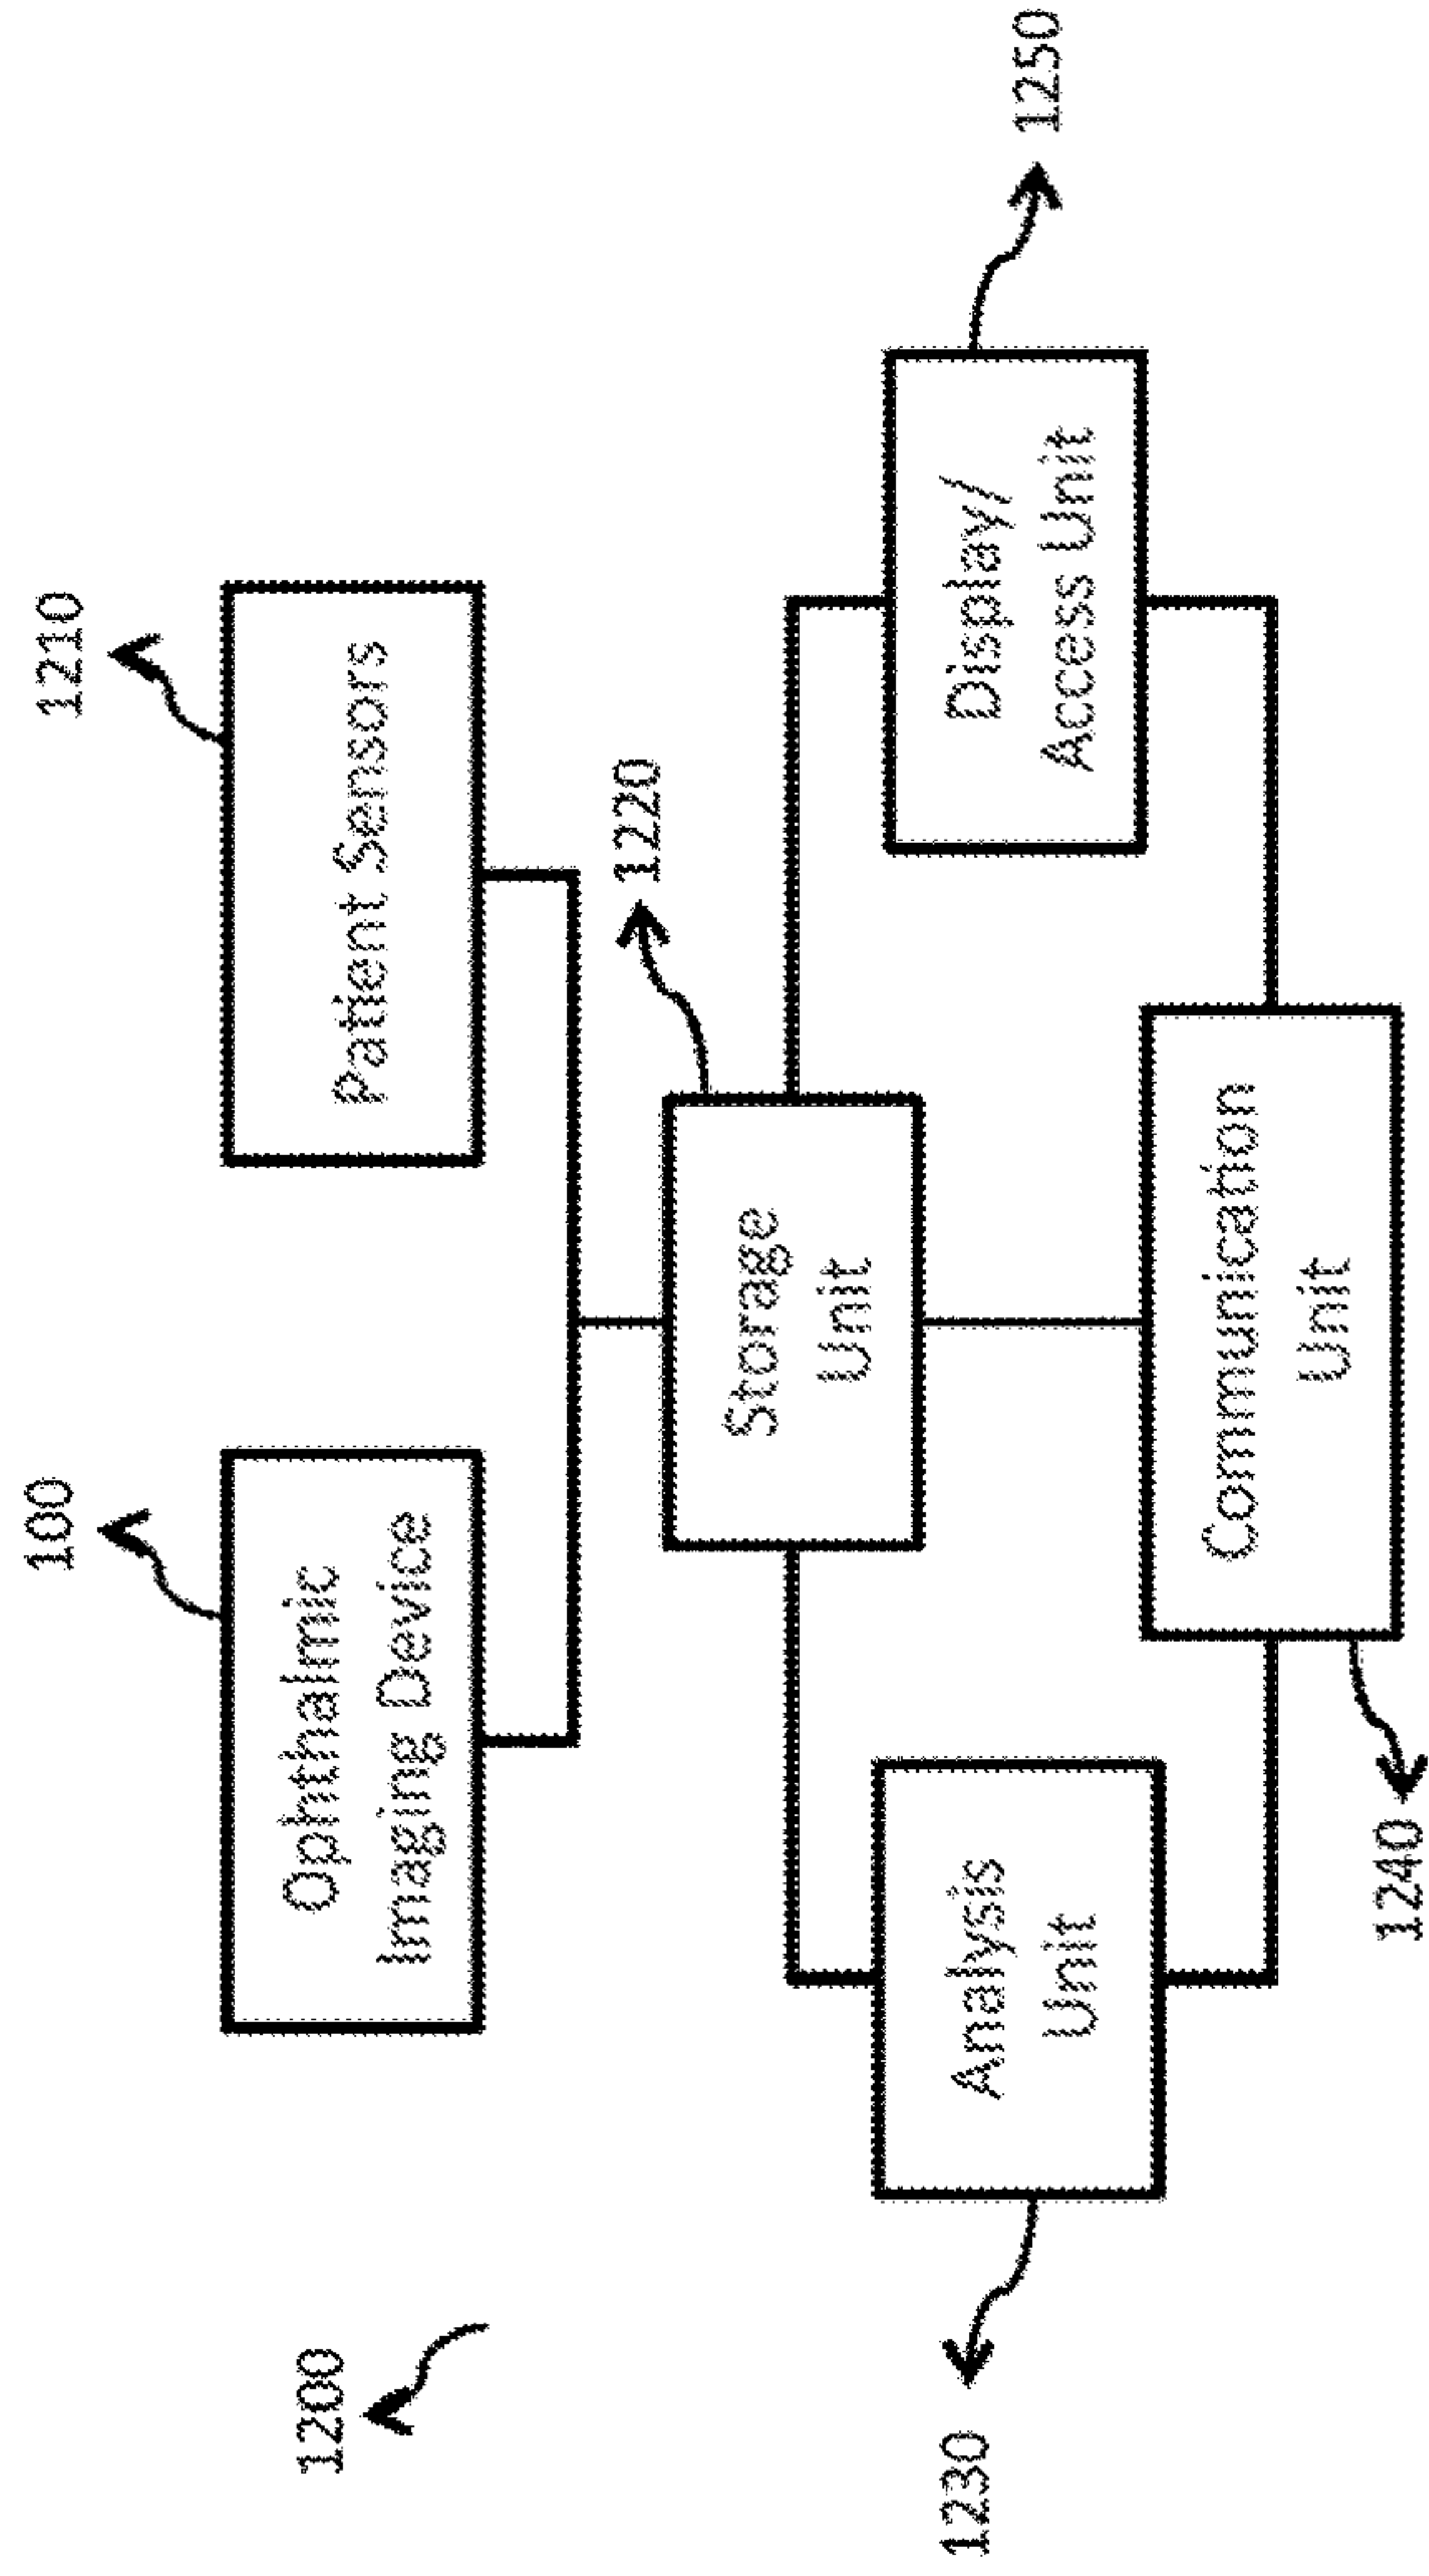 100
1210
Ophthalmic
Imaging Device
Patient Sensors
1200
1220
Storage
Unit
Analysis
Unit
Display/
Access Unit
1250
1230
Communication
Unit
1240